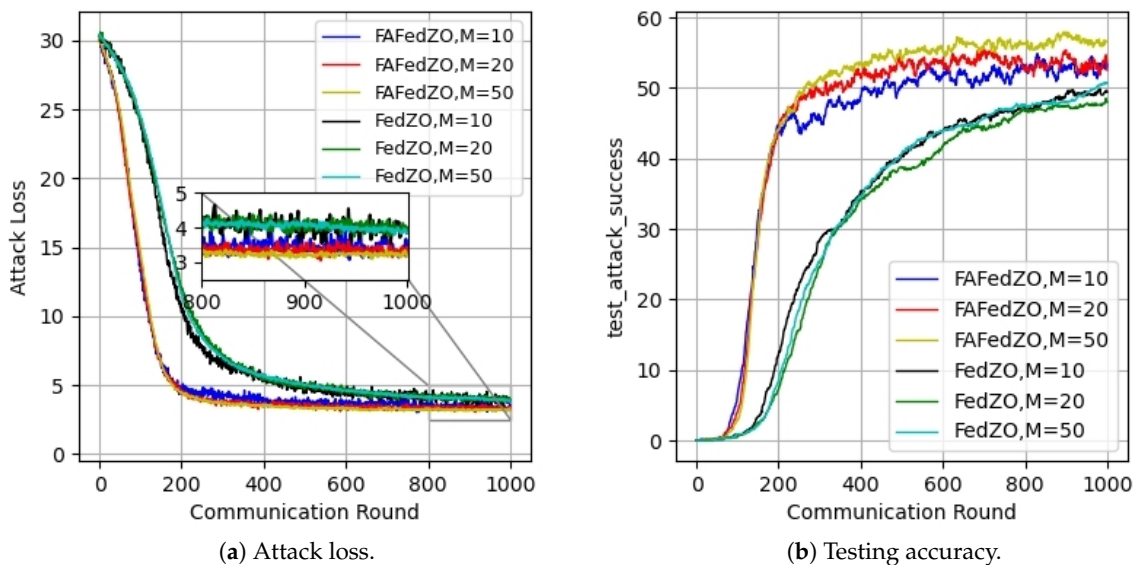 30
25
20
15
10
5
0
Attack Loss
FAFedZO,M=10
FAFedZO,M=20
FAFedZO,M=50
FedZO,M=10
FedZO,M=20
FedZO,M=50
5
4
3
800 900 1000
0 200 400 600 800 1000
Communication Round
(a) Attack loss.
60
50
40
30
20
10
0
test_attack_success
FAFedZO,M=10
FAFedZO,M=20
FAFedZO,M=50
FedZO,M=10
FedZO,M=20
FedZO,M=50
0 200 400 600 800 1000
Communication Round
(b) Testing accuracy.